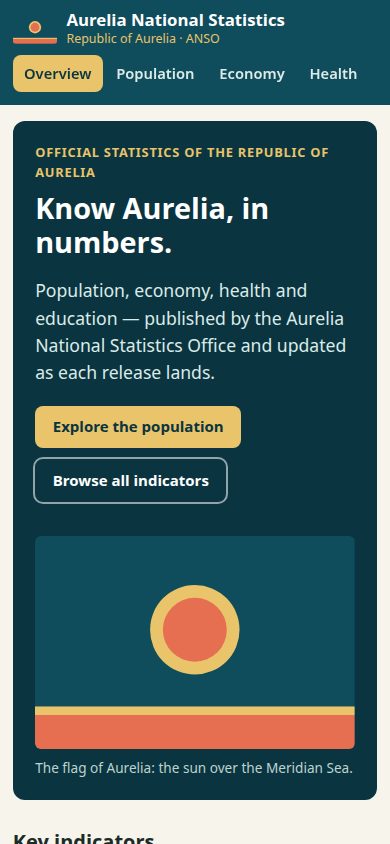 Aurelia National Statistics
Republic of Aurelia · ANSO
Overview Population Economy Health
OFFICIAL STATISTICS OF THE REPUBLIC OF
AURELIA
Know Aurelia, in
numbers.
Population, economy, health and
education — published by the Aurelia
National Statistics Office and updated
as each release lands.
Explore the population
Browse all indicators
The flag of Aurelia: the sun over the Meridian Sea.
Key indicators